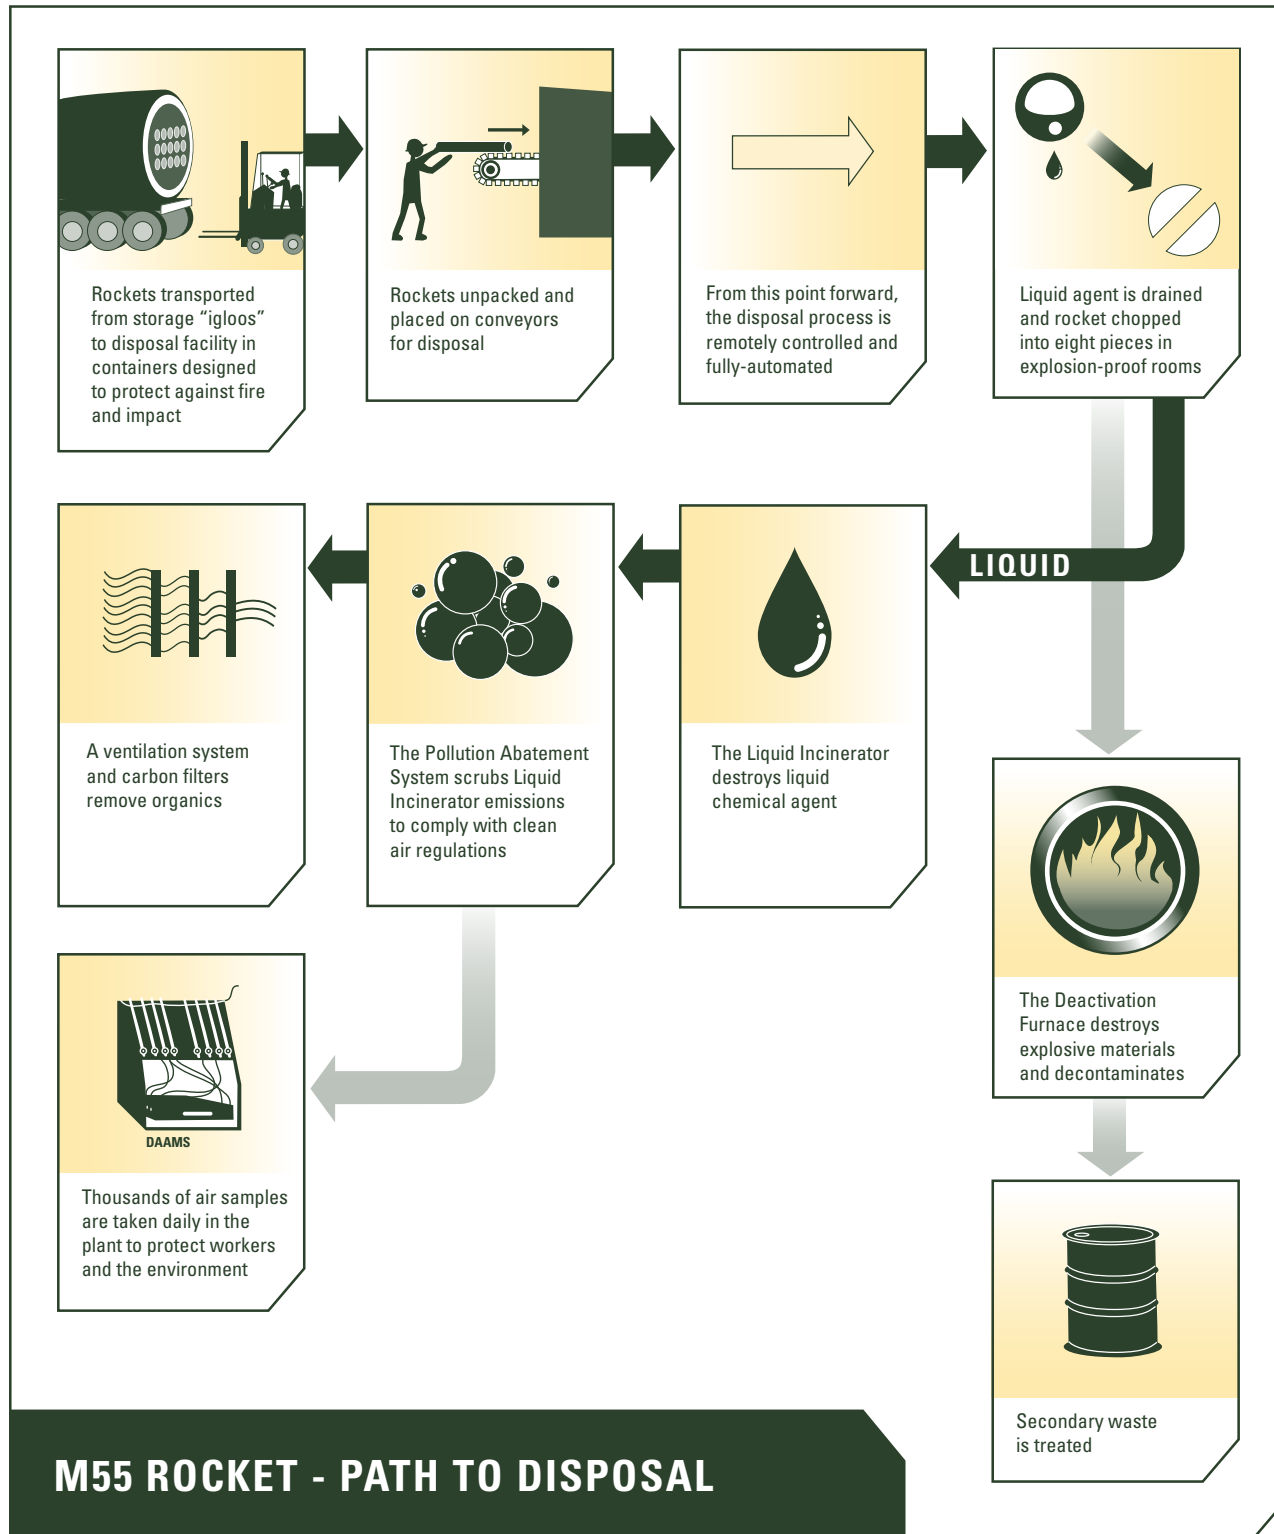 Rockets transported
from storage “igloos”
to disposal facility in
containers designed
to protect against fire
and impact
Rockets unpacked and
placed on conveyors
for disposal
From this point forward,
the disposal process is
remotely controlled and
fully-automated
Liquid agent is drained
and rocket chopped
into eight pieces in
explosion-proof rooms
LIQUID
The Liquid Incinerator
destroys liquid
chemical agent
The Pollution Abatement
System scrubs Liquid
Incinerator emissions
to comply with clean
air regulations
A ventilation system
and carbon filters
remove organics
DAAMS
Thousands of air samples
are taken daily in the
plant to protect workers
and the environment
The Deactivation
Furnace destroys
explosive materials
and decontaminates
Secondary waste
is treated
M55 ROCKET - PATH TO DISPOSAL